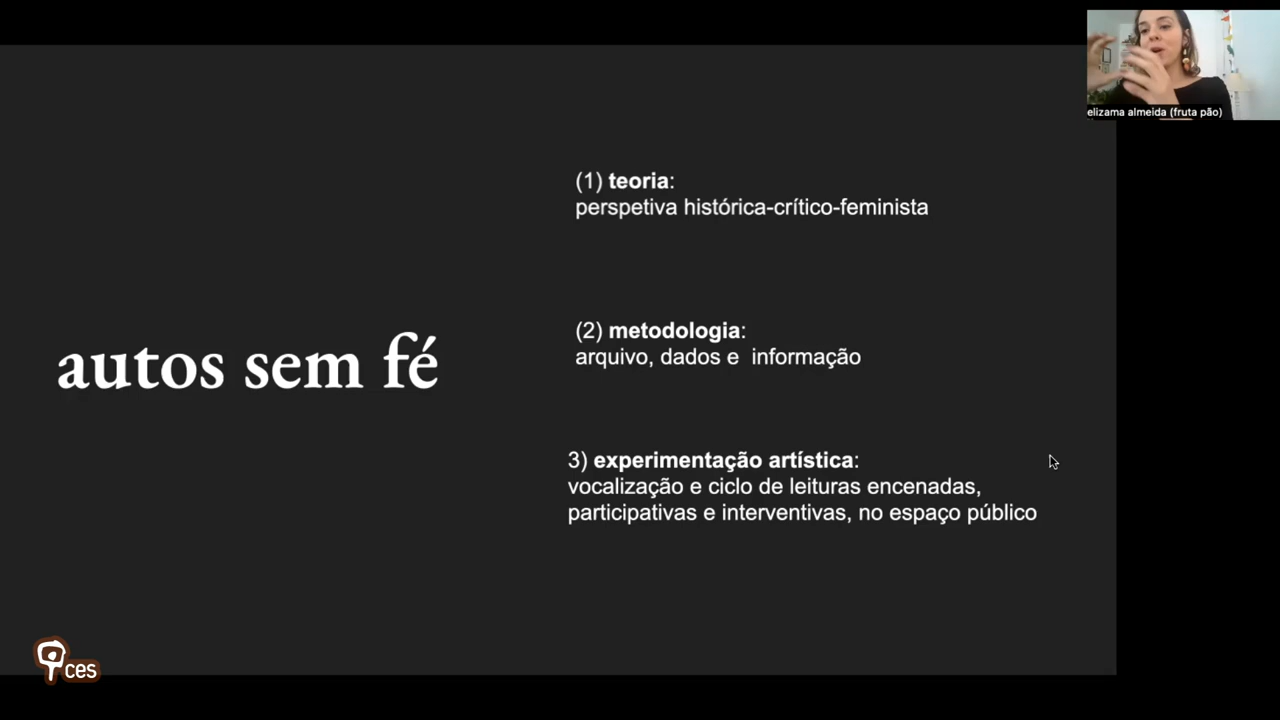 elizama almeida (fruta pão)
(1) teoria:
perspetiva histórica-crítico-feminista
autos sem fé
(2) metodologia:
arquivo, dados e informação
3) experimentação artística:
vocalização e ciclo de leituras encenadas,
participativas e interventivas, no espaço público
ces